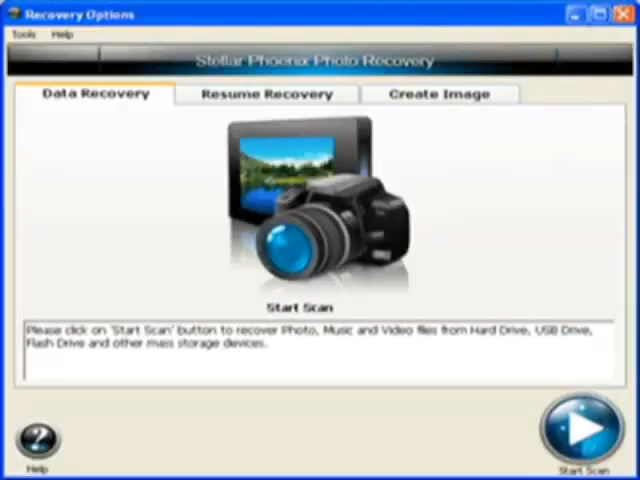 Recovery Options
Tools Help
Stellar Phoenix Photo Recovery
Data Recovery Resume Recovery Create Image
Start Scan
Please click on 'Start Scan' button to recover Photo, Music and Video files from Hard Drive, USB Drive,
Flash Drive and other mass storage devices.
?
Help
Start Scan